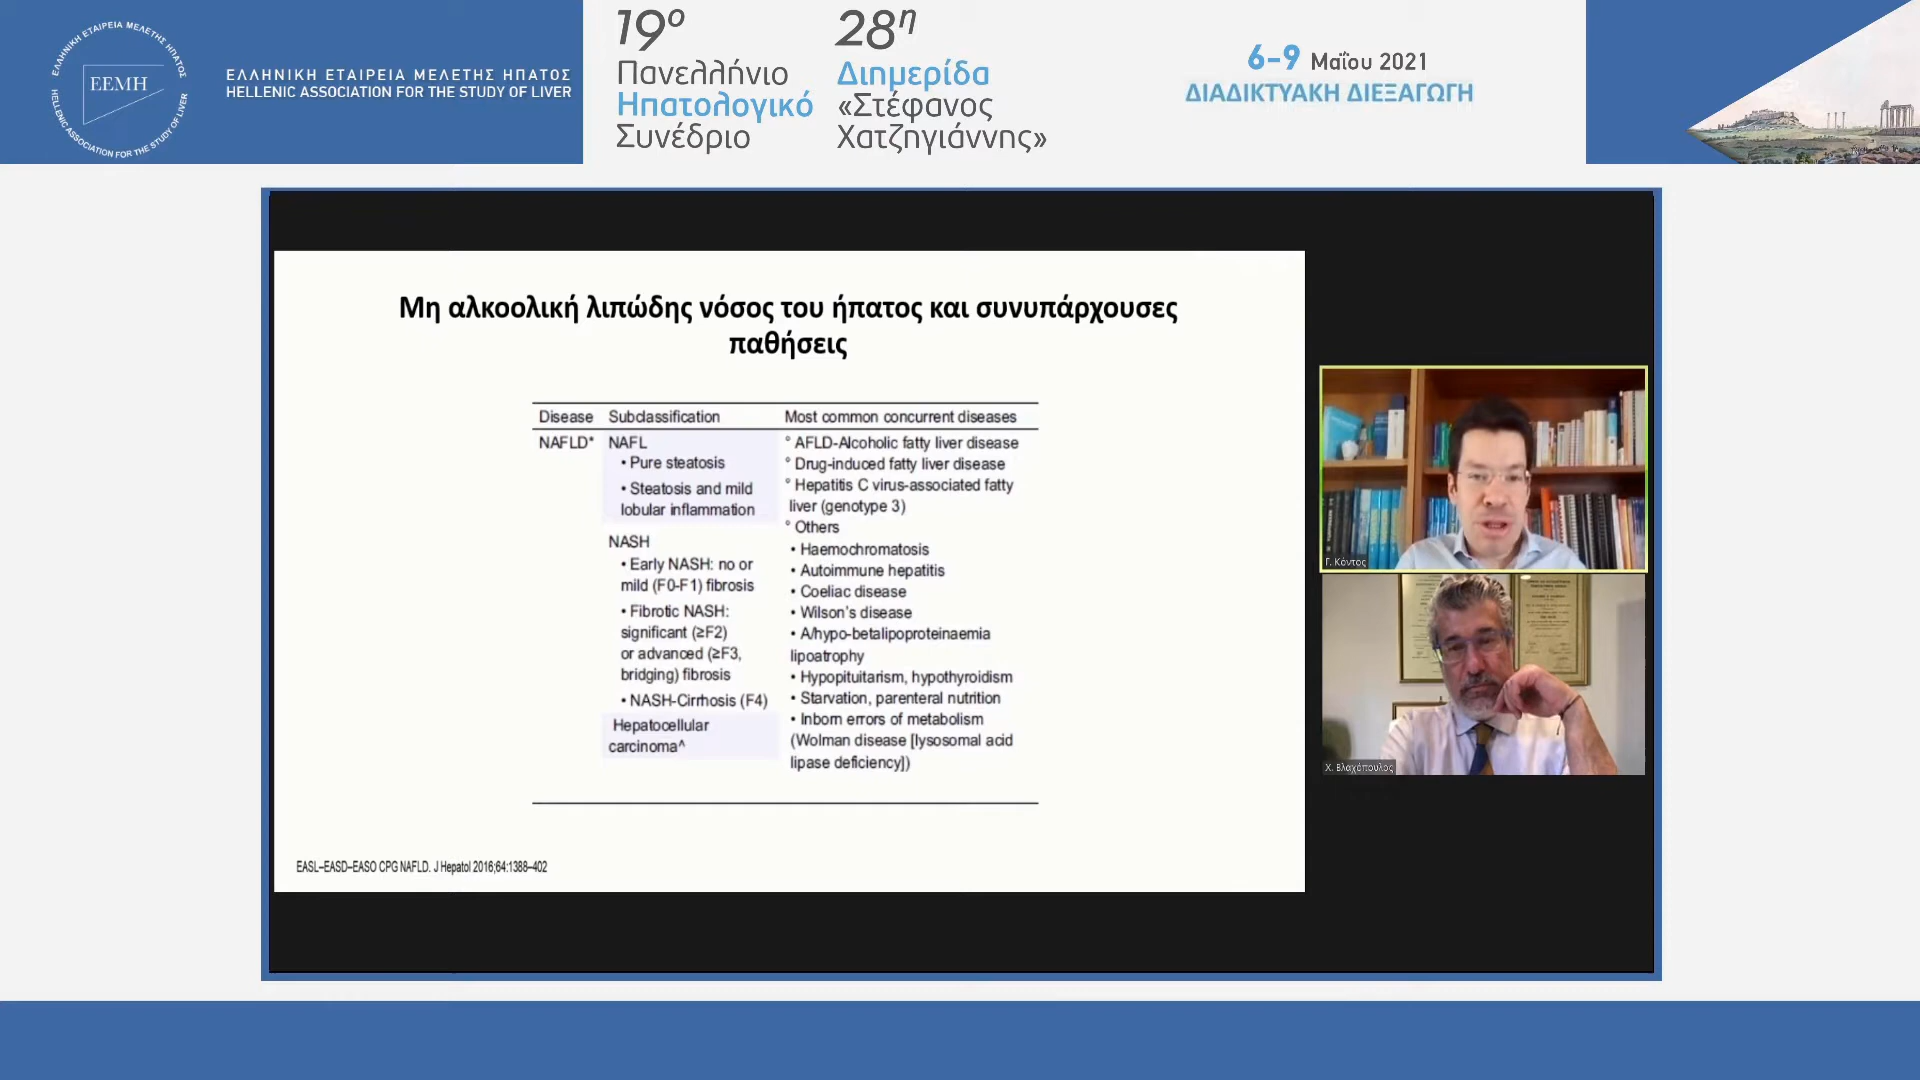 ΕΛΛΗΝΙΚΗ ΕΤΑΙΡΕΙΑ ΜΕΛΕΤΗΣ ΗΠΑΤΟΣ
ΕΕΜΗ
HELLENIC ASSOCIATION FOR THE STUDY OF LIVER
ΕΛΛΗΝΙΚΗ ΕΤΑΙΡΕΙΑ ΜΕΛΕΤΗΣ ΗΠΑΤΟΣ
HELLENIC ASSOCIATION FOR THE STUDY OF LIVER
19ο
Πανελλήνιο
Ηπατολογικό
Συνέδριο
28η
Διημερίδα
«Στέφανος
Χατζηγιάννης»
6-9 Μαΐου 2021
ΔΙΑΔΙΚΤΥΑΚΗ ΔΙΕΞΑΓΩΓΗ
Μη αλκοολική λιπώδης νόσος του ήπατος και συνυπάρχουσες
παθήσεις
Disease Subclassification Most common concurrent diseases
NAFLD* NAFL
• Pure steatosis
• Steatosis and mild
lobular inflammation
NASH
• Early NASH: no or
mild (F0-F1) fibrosis
• Fibrotic NASH:
significant (≥F2)
or advanced (≥F3,
bridging) fibrosis
• NASH-Cirrhosis (F4)
Hepatocellular
carcinoma^
° AFLD-Alcoholic fatty liver disease
° Drug-induced fatty liver disease
° Hepatitis C virus-associated fatty
liver (genotype 3)
° Others
• Haemochromatosis
• Autoimmune hepatitis
• Coeliac disease
• Wilson's disease
• A/hypo-betalipoproteinaemia
lipoatrophy
• Hypopituitarism, hypothyroidism
• Starvation, parenteral nutrition
• Inborn errors of metabolism
(Wolman disease [lysosomal acid
lipase deficiency])
EASL–EASD–EASO CPG NAFLD. J Hepatol 2016;64:1388–402
Γ. Κόντος
Χ. Βλαχόπουλος